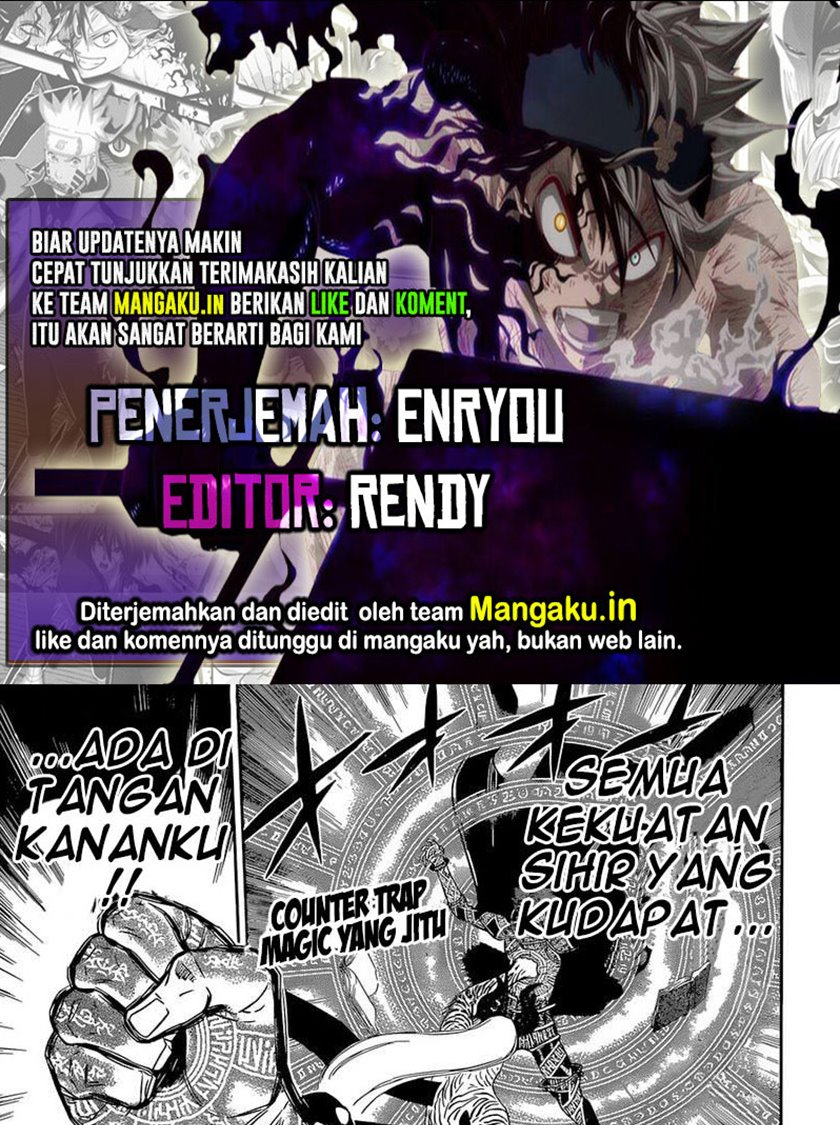 BIAR UPDATENYA MAKIN
CEPAT TUNJUKKAN TERIMAKASIH KALIAN
KE TEAM MANGAKU.IN BERIKAN LIKE DAN KOMENT,
ITU AKAN SANGAT BERARTI BAGI KAMI
PENERJEMAH: ENRYOU
EDITOR: RENDY
Diterjemahkan dan diedit oleh team Mangaku.in
like dan komennya ditunggu di mangaku yah, bukan web lain.
SEMUA
KEKUATAN
SIHIR YANG
KUDAPAT...
COUNTER TRAP
MAGIC YANG JITU
...ADA DI
TANGAN
KANANKU
!!